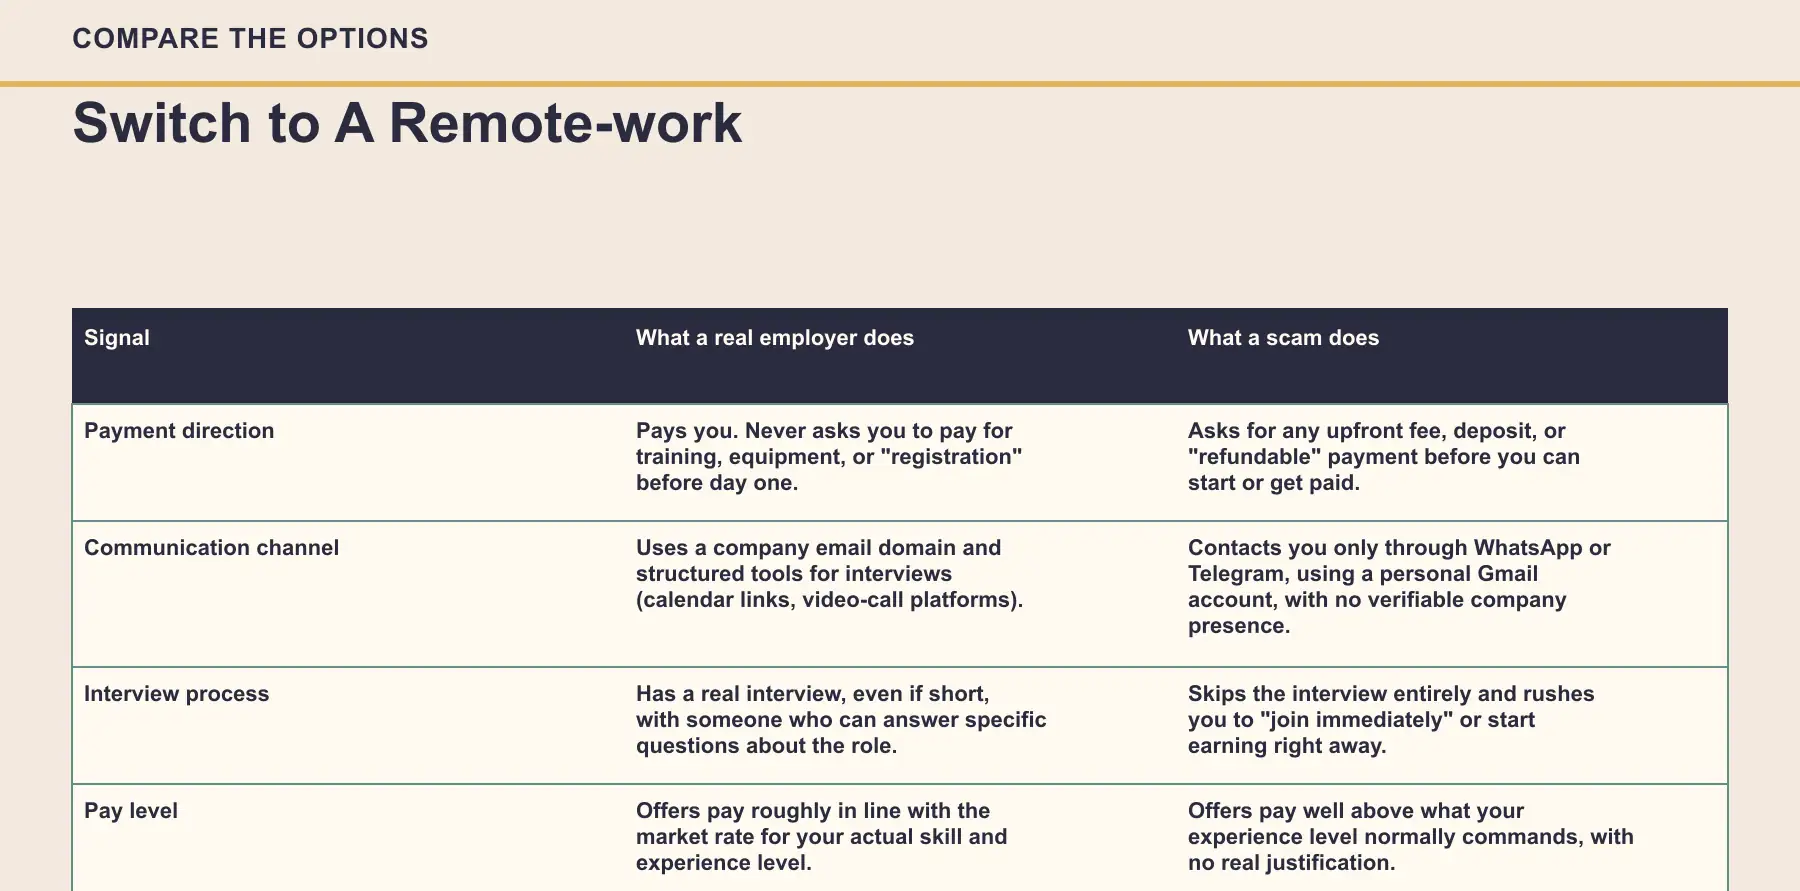 COMPARE THE OPTIONS
Switch to A Remote-work
Signal
What a real employer does
What a scam does
Payment direction
Pays you. Never asks you to pay for
training, equipment, or "registration"
before day one.
Asks for any upfront fee, deposit, or
"refundable" payment before you can
start or get paid.
Communication channel
Uses a company email domain and
structured tools for interviews
(calendar links, video-call platforms).
Contacts you only through WhatsApp or
Telegram, using a personal Gmail
account, with no verifiable company
presence.
Interview process
Has a real interview, even if short,
with someone who can answer specific
questions about the role.
Skips the interview entirely and rushes
you to "join immediately" or start
earning right away.
Pay level
Offers pay roughly in line with the
market rate for your actual skill and
experience level.
Offers pay well above what your
experience level normally commands, with
no real justification.